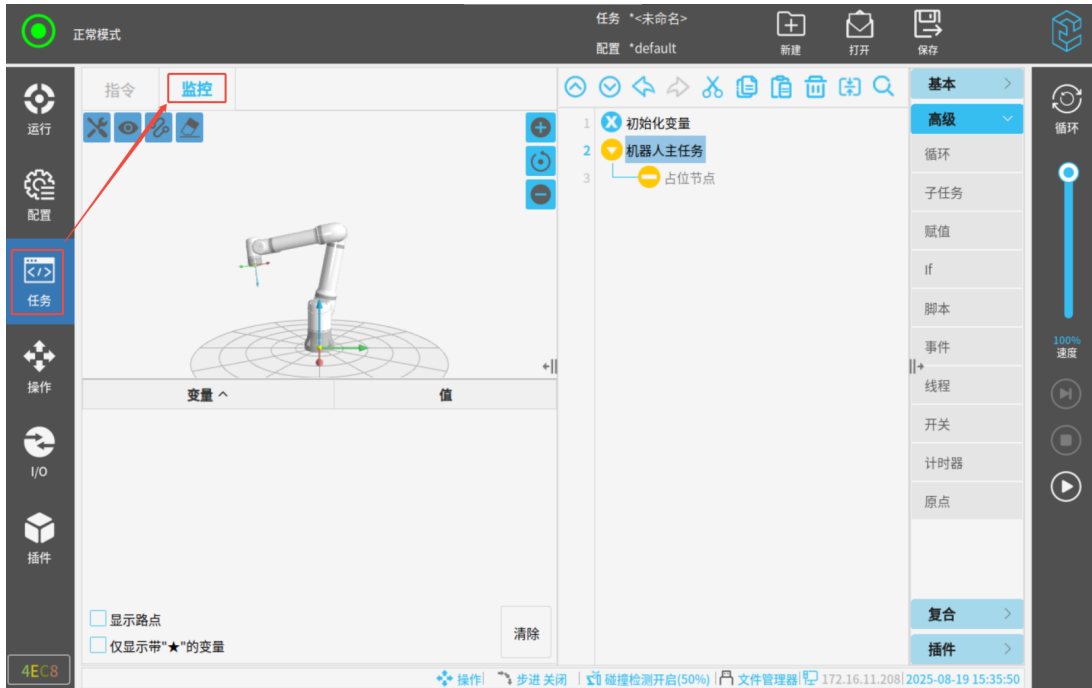 正常模式
任务 *<未命名>
配置 *default
新建
打开
保存
运行
配置
任务
操作
I/O
插件
4EC8
指令 监控
变量 值
显示路点
仅显示带"★"的变量
清除
1 初始化变量
2 机器人主任务
3 占位节点
基本
高级
循环
子任务
赋值
If
脚本
事件
线程
开关
计时器
原点
复合
插件
循环
100%
速度
操作 步进 关闭 碰撞检测开启(50%) 文件管理器 172.16.11.208 2025-08-19 15:35:50